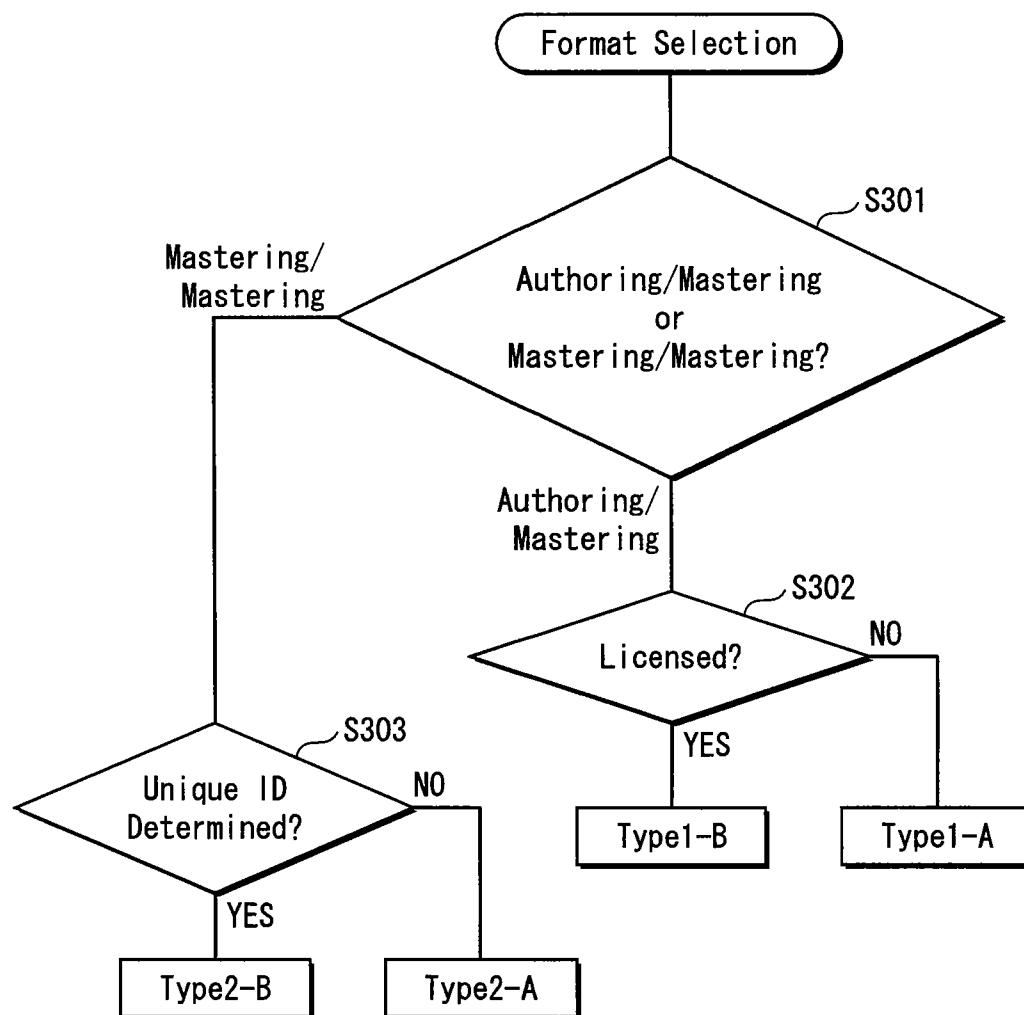 Format Selection
S301
Mastering/
Mastering
Authoring/Mastering
or
Mastering/Mastering?
Authoring/
Mastering
S302
Licensed?
NO
YES
S303
Unique ID
Determined?
NO
YES
Type1-B
Type1-A
Type2-B
Type2-A